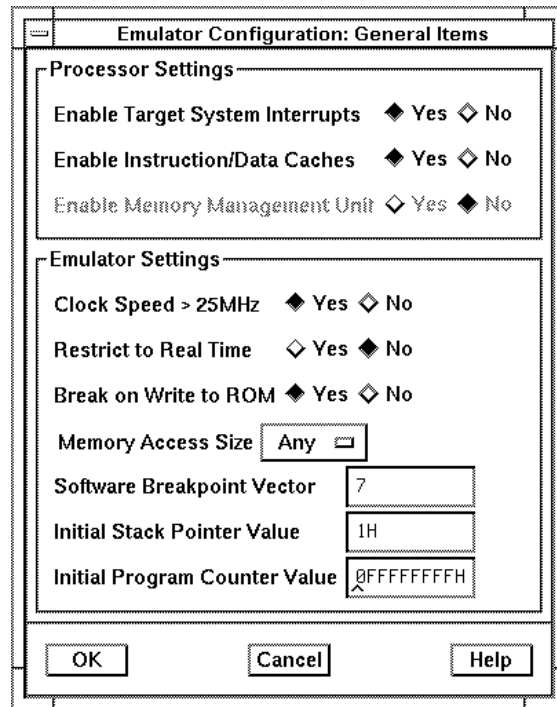 Emulator Configuration: General Items
Processor Settings
Enable Target System Interrupts Yes No
Enable Instruction/Data Caches Yes No
Enable Memory Management Unit Yes No
Emulator Settings
Clock Speed > 25MHz Yes No
Restrict to Real Time Yes No
Break on Write to ROM Yes No
Memory Access Size Any
Software Breakpoint Vector 7
Initial Stack Pointer Value 1H
Initial Program Counter Value 0FFFFFFFFH
OK Cancel Help